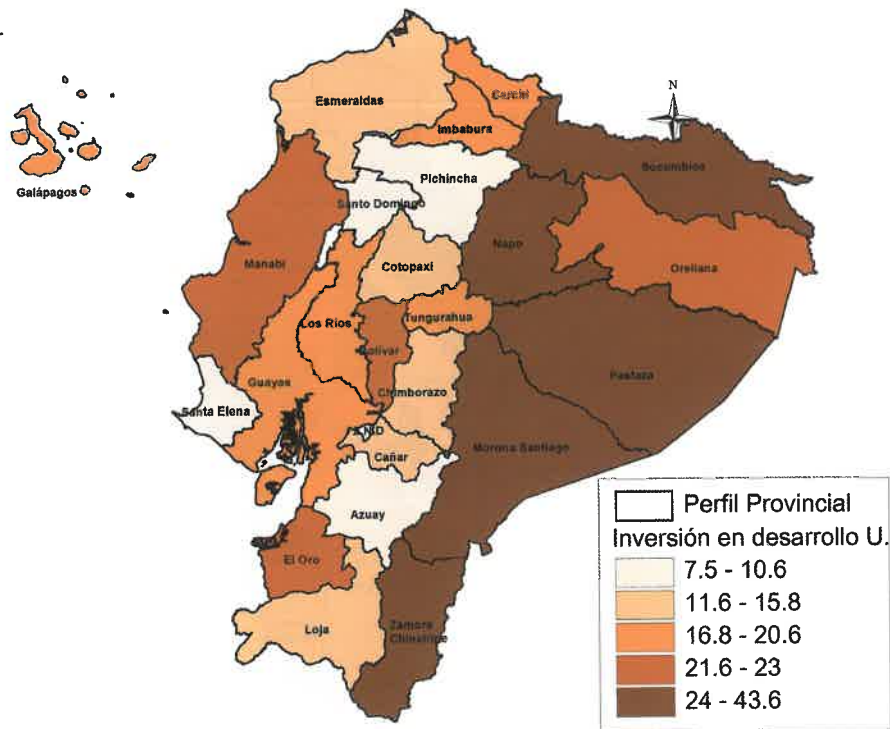 N
Carchi
Esmeraldas
Imbabura
Sucumbios
Pichincha
Galápagos
Santo Domingo
Napo
Manabí
Cotopaxi
Orellana
Los Ríos
Tungurahua
Bolívar
Pastaza
Guayas
Chimborazo
Santa Elena
Morona Santiago
Cañar
Azuay
El Oro
Loja
Zamora
Chinchipe
Perfil Provincial
Inversión en desarrollo U.
7.5 - 10.6
11.6 - 15.8
16.8 - 20.6
21.6 - 23
24 - 43.6